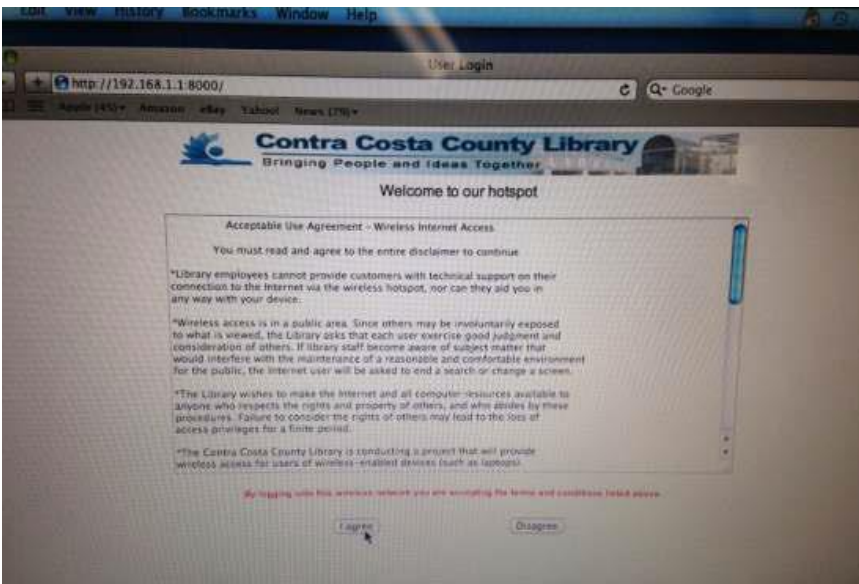 Edit View History Bookmarks Window Help
User Login
http://192.168.1.1:8000/
Google
Apple (45) Amazon eBay Yahoo! News (79)
Contra Costa County Library
Bringing People and Ideas Together
Welcome to our hotspot
Acceptable Use Agreement - Wireless Internet Access
You must read and agree to the entire disclaimer to continue
*Library employees cannot provide customers with technical support on their
connection to the Internet via the wireless hotspot, nor can they aid you in
any way with your device.
*Wireless access is in a public area. Since others may be involuntarily exposed
to what is viewed, the Library asks that each user exercise good judgment and
consideration of others. If library staff become aware of subject matter that
would interfere with the maintenance of a reasonable and comfortable environment
for the public, the Internet user will be asked to end a search or change a screen.
*The Library wishes to make the Internet and all computer resources available to
anyone who respects the rights and property of others, and who abides by these
procedures. Failure to consider the rights of others may lead to the loss of
access privileges for a finite period.
*The Contra Costa County Library is conducting a project that will provide
wireless access for users of wireless-enabled devices (such as laptops).
By logging onto this wireless network you are accepting the terms and conditions listed above.
I agree
Disagree